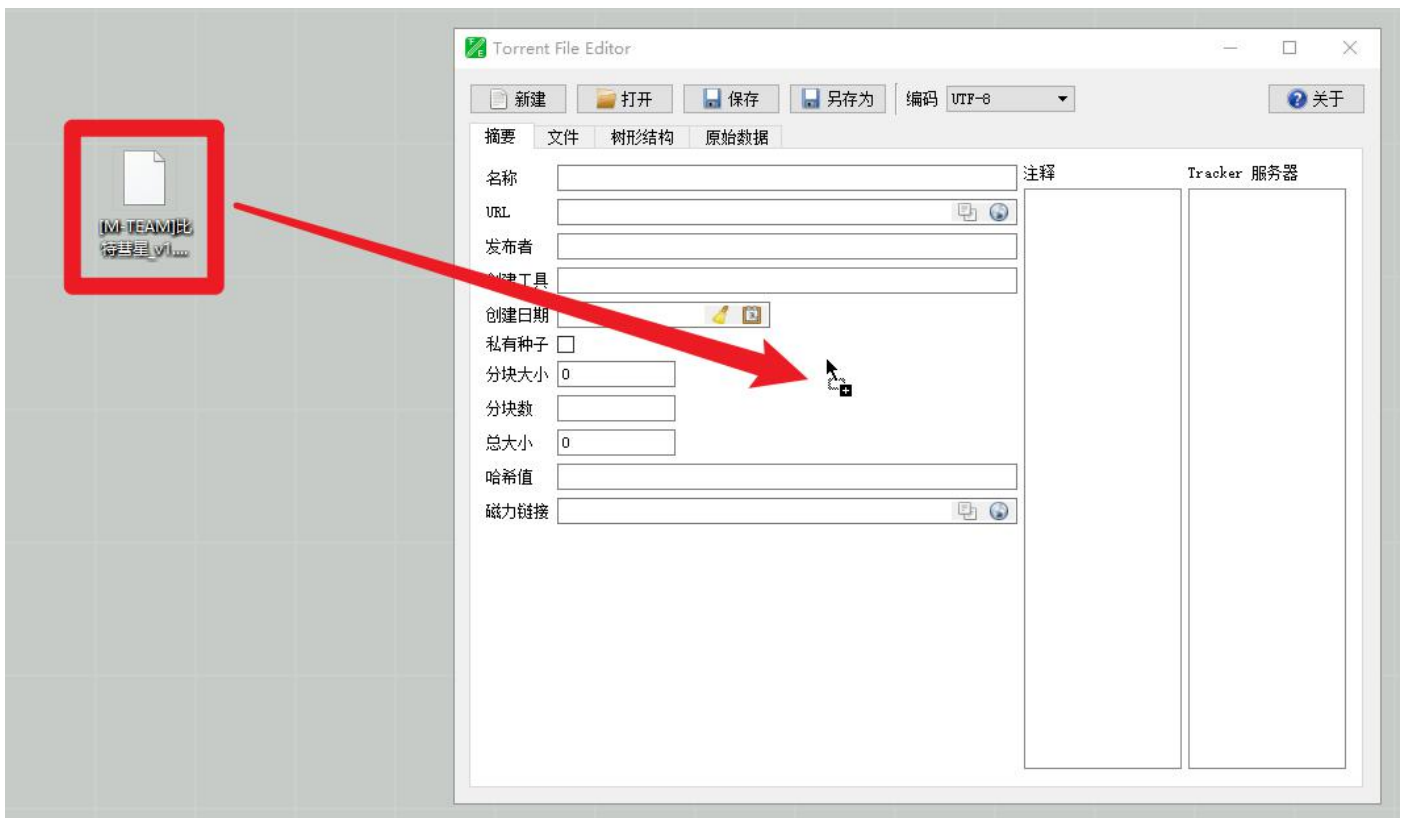 Torrent File Editor
新建 打开 保存 另存为 编码 UTF-8 关于
摘要 文件 树形结构 原始数据
[M-TEAM]比
特彗星_v1....
名称
URL
发布者
创建工具
创建日期
私有种子
分块大小 0
分块数
总大小 0
哈希值
磁力链接
注释
Tracker 服务器